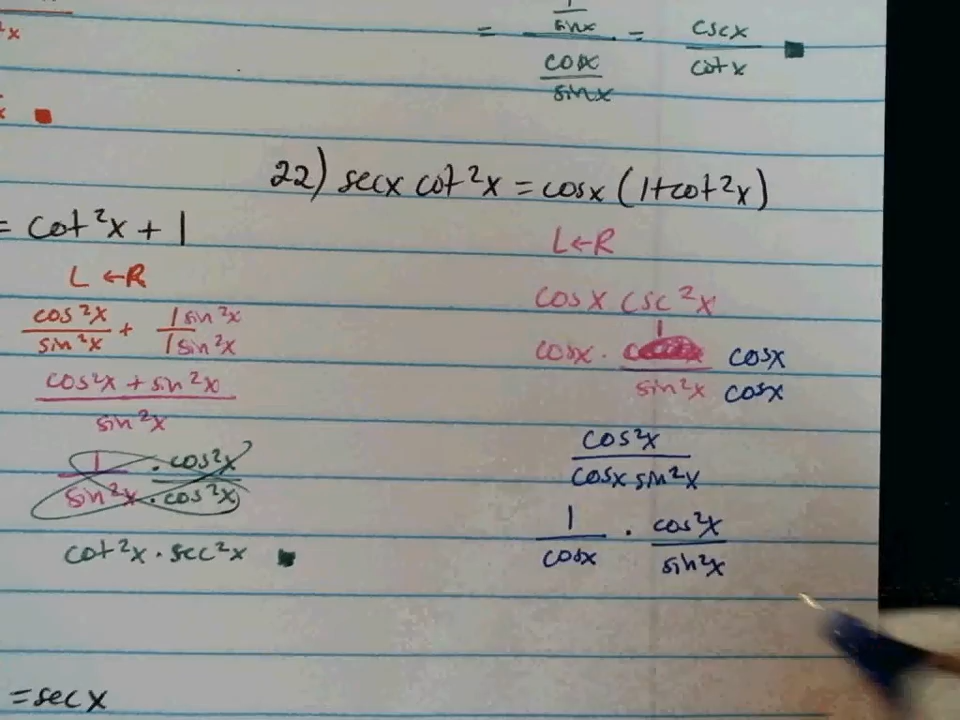 ²x
= 1/sinx / cosx/sinx = cscx/cotx ■
x ■
22) secx cot²x = cosx (1+cot²x)
= cot²x + 1
L←R
L←R
cosx csc²x
cos²x/sin²x + 1sin²x/1sin²x
cosx · 1/sin²x cosx/cosx
cos²x + sin²x/sin²x
cos²x/cosx sin²x
1/sin²x · cos²x/cos²x
1/cosx · cos²x/sin²x
cot²x · sec²x ■
= secx